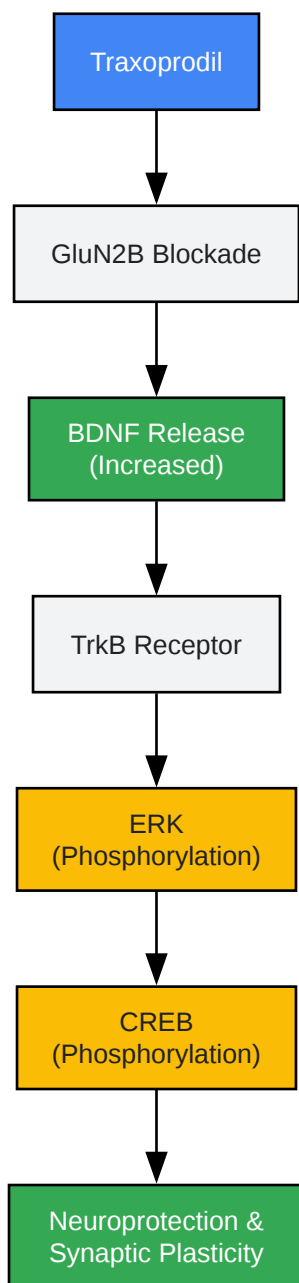 Traxoprodil
GluN2B Blockade
BDNF Release
(Increased)
TrkB Receptor
ERK
(Phosphorylation)
CREB
(Phosphorylation)
Neuroprotection &
Synaptic Plasticity